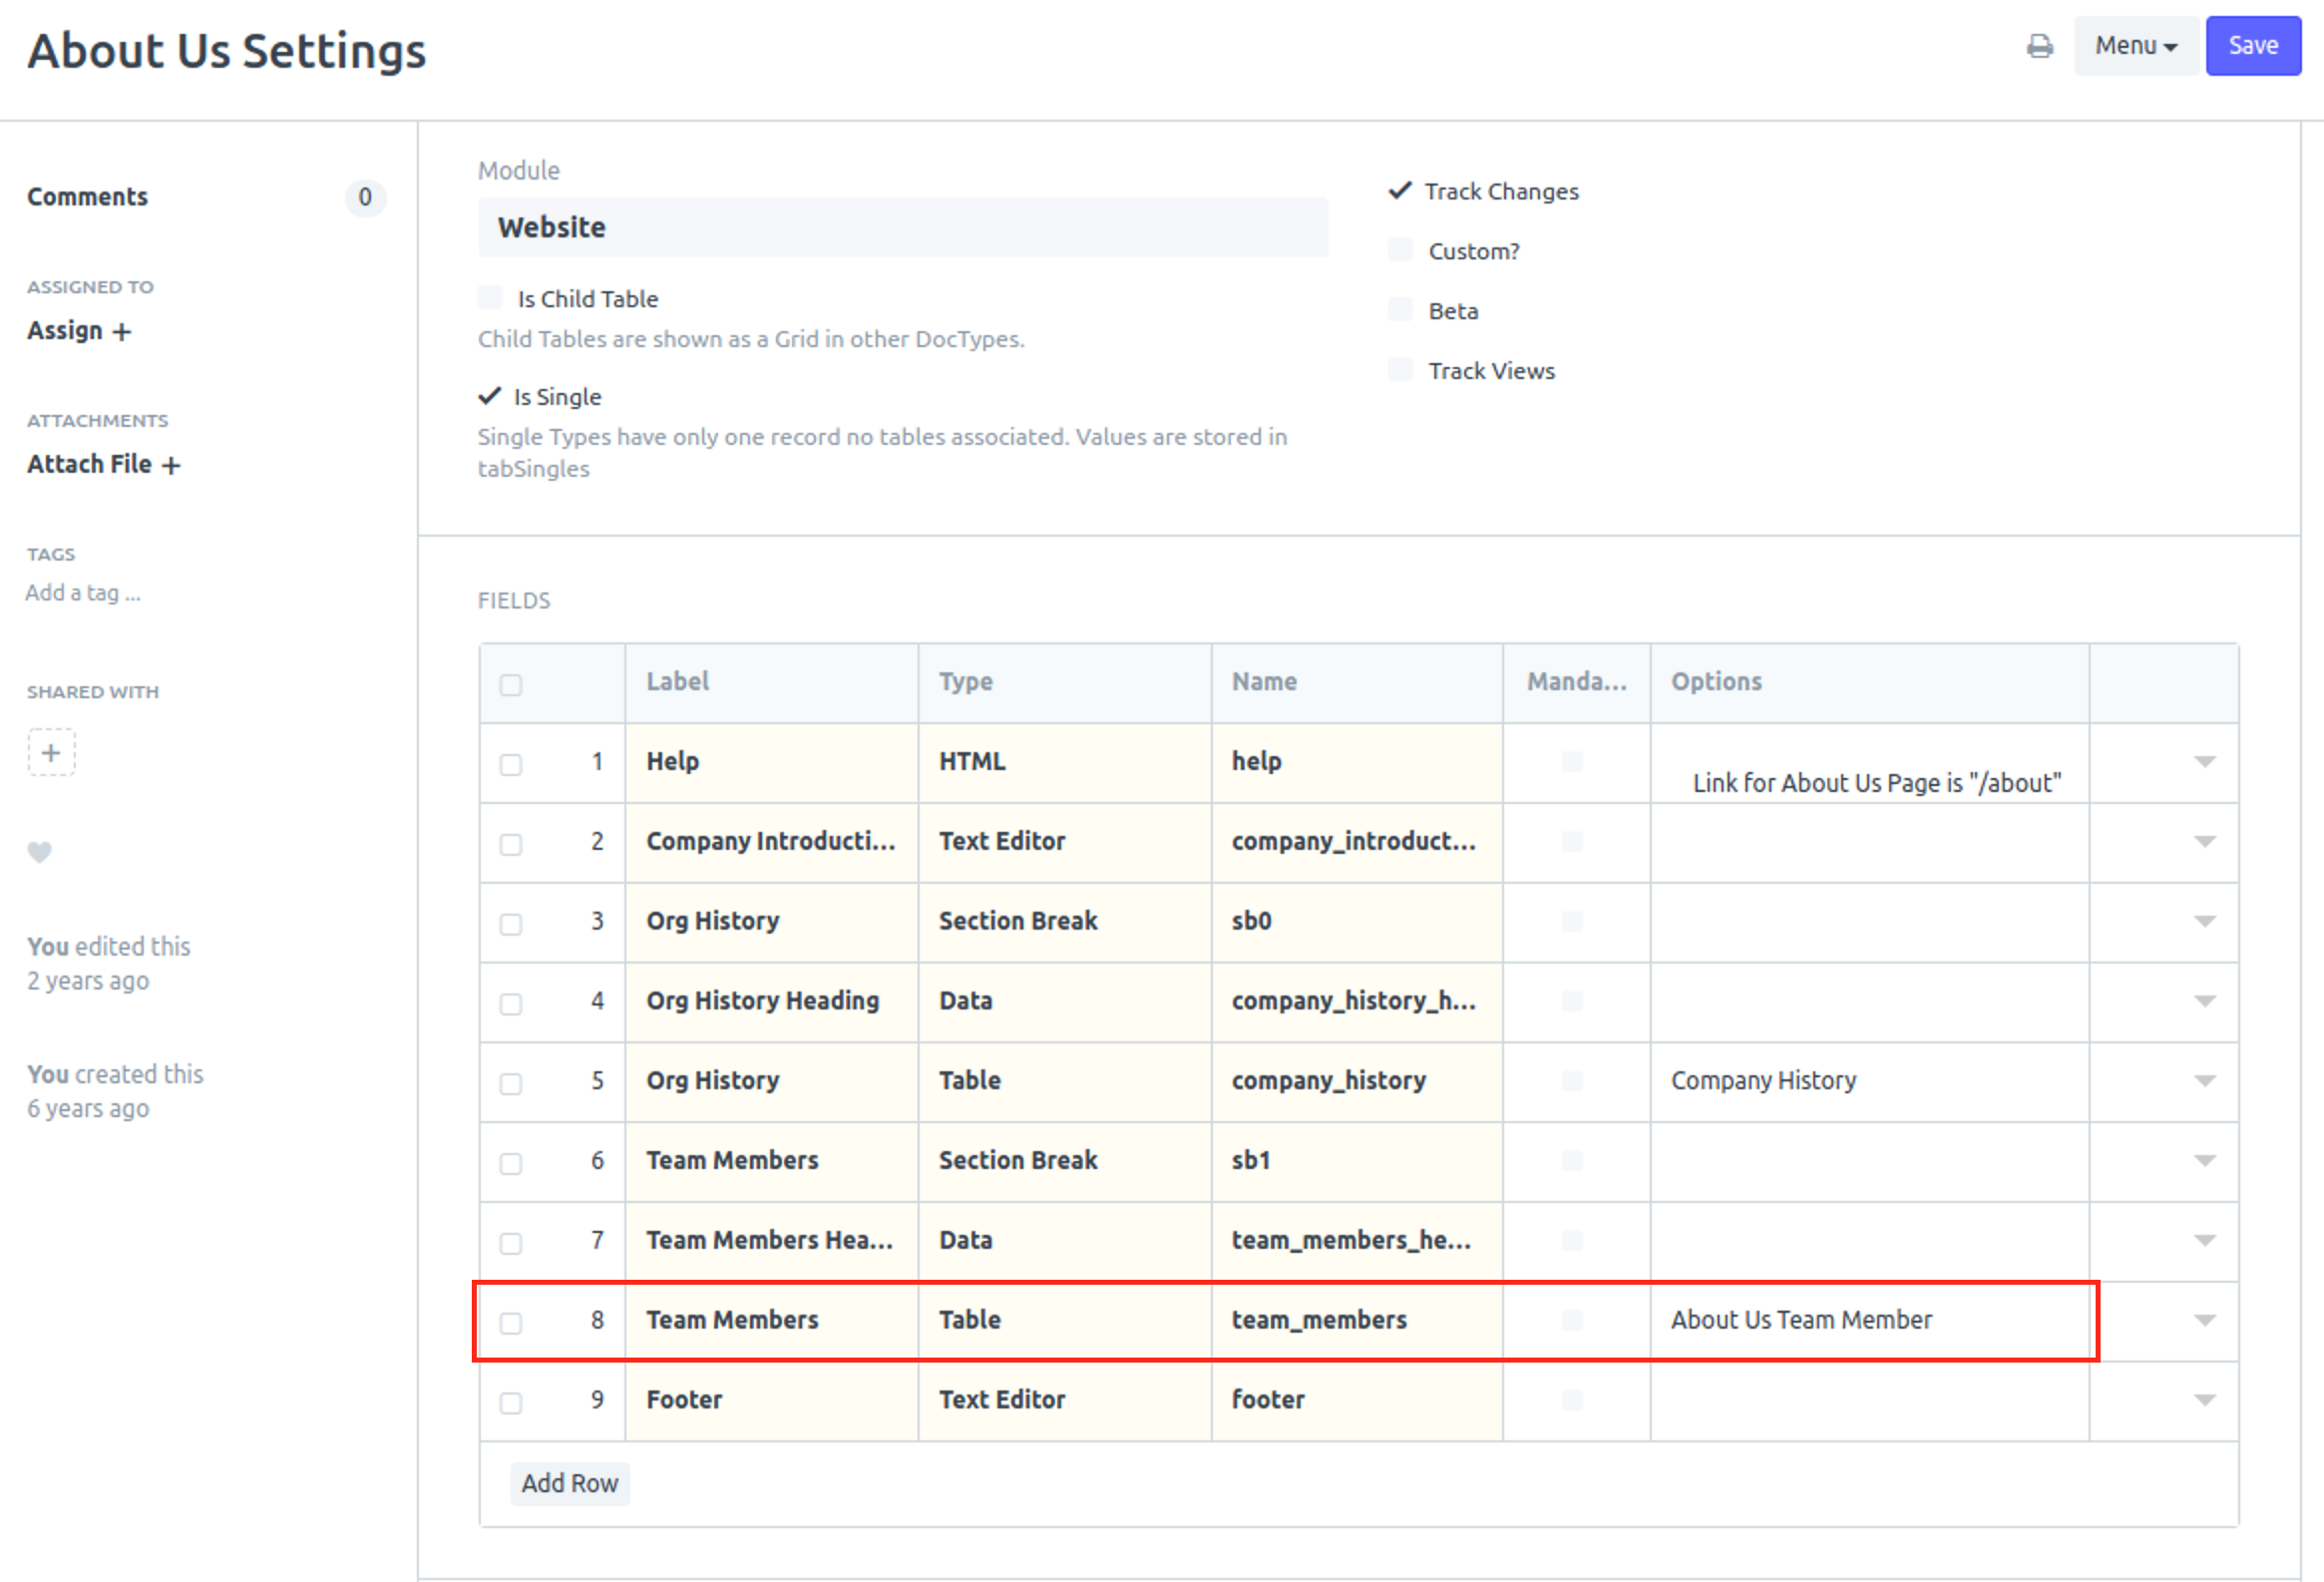 About Us Settings
Menu
Save
Comments 0
ASSIGNED TO
Assign +
ATTACHMENTS
Attach File +
TAGS
Add a tag ...
SHARED WITH
+
You edited this
2 years ago
You created this
6 years ago
Module
Website
Is Child Table
Child Tables are shown as a Grid in other DocTypes.
Is Single
Single Types have only one record no tables associated. Values are stored in
tabSingles
Track Changes
Custom?
Beta
Track Views
FIELDS
Label Type Name Manda... Options
1 Help HTML help Link for About Us Page is "/about"
2 Company Introducti... Text Editor company_introduct...
3 Org History Section Break sb0
4 Org History Heading Data company_history_h...
5 Org History Table company_history Company History
6 Team Members Section Break sb1
7 Team Members Hea... Data team_members_he...
8 Team Members Table team_members About Us Team Member
9 Footer Text Editor footer
Add Row